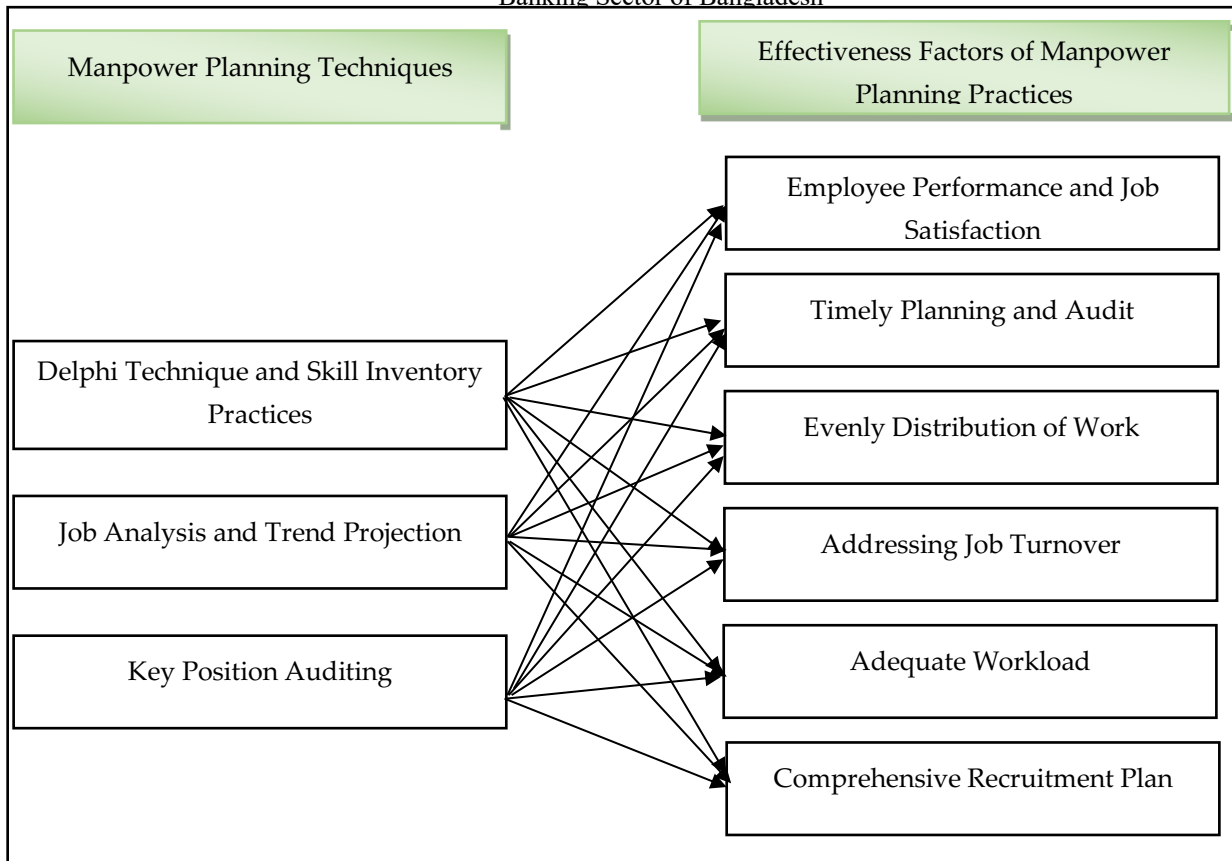 Banking Sector of Bangladesh
Manpower Planning Techniques
Effectiveness Factors of Manpower
Planning Practices
Employee Performance and Job
Satisfaction
Timely Planning and Audit
Delphi Technique and Skill Inventory
Practices
Evenly Distribution of Work
Job Analysis and Trend Projection
Addressing Job Turnover
Key Position Auditing
Adequate Workload
Comprehensive Recruitment Plan